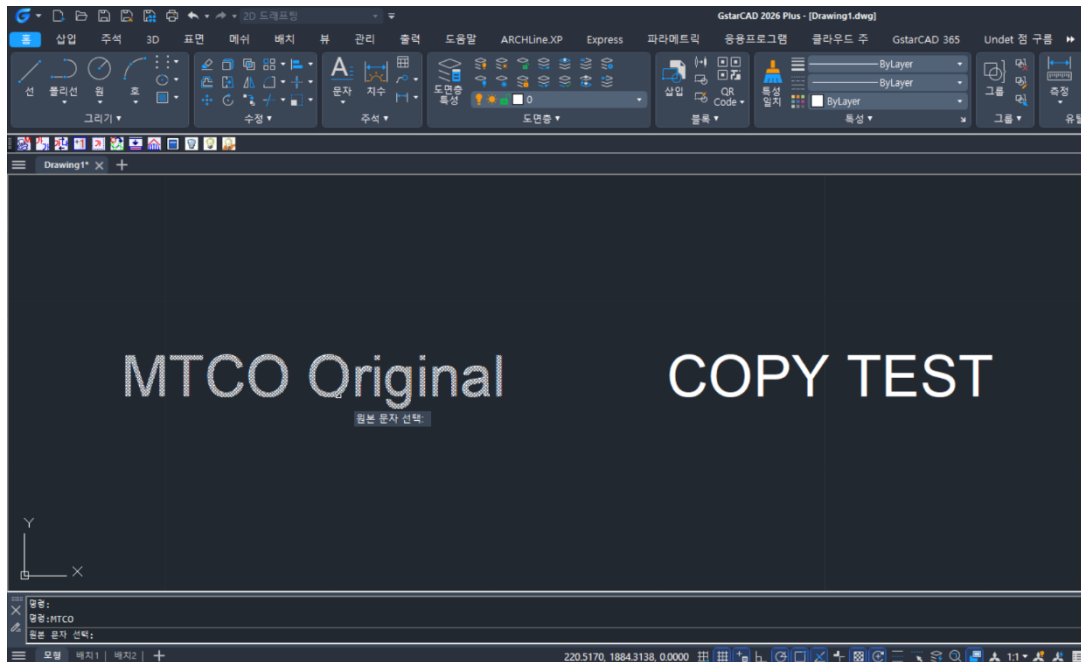 2D 드래프팅
GstarCAD 2026 Plus - [Drawing1.dwg]
홈 삽입 주석 3D 표면 메쉬 배치 뷰 관리 출력 도움말 ARCHLine.XP Express 파라메트릭 응용프로그램 클라우드 주 GstarCAD 365 Undet 점 구름
선 폴리선 원 호
그리기
수정
A
문자 치수
주석
도면층
특성
0
도면층
삽입
QR
Code
블록
특성
일치
ByLayer
ByLayer
ByLayer
특성
그룹
그룹
측정
Drawing1*
MTCO Original
COPY TEST
원본 문자 선택:
Y
X
명령:
명령:MTCO
원본 문자 선택:
모형 배치1 배치2
220.5170, 1884.3138, 0.0000
1:1